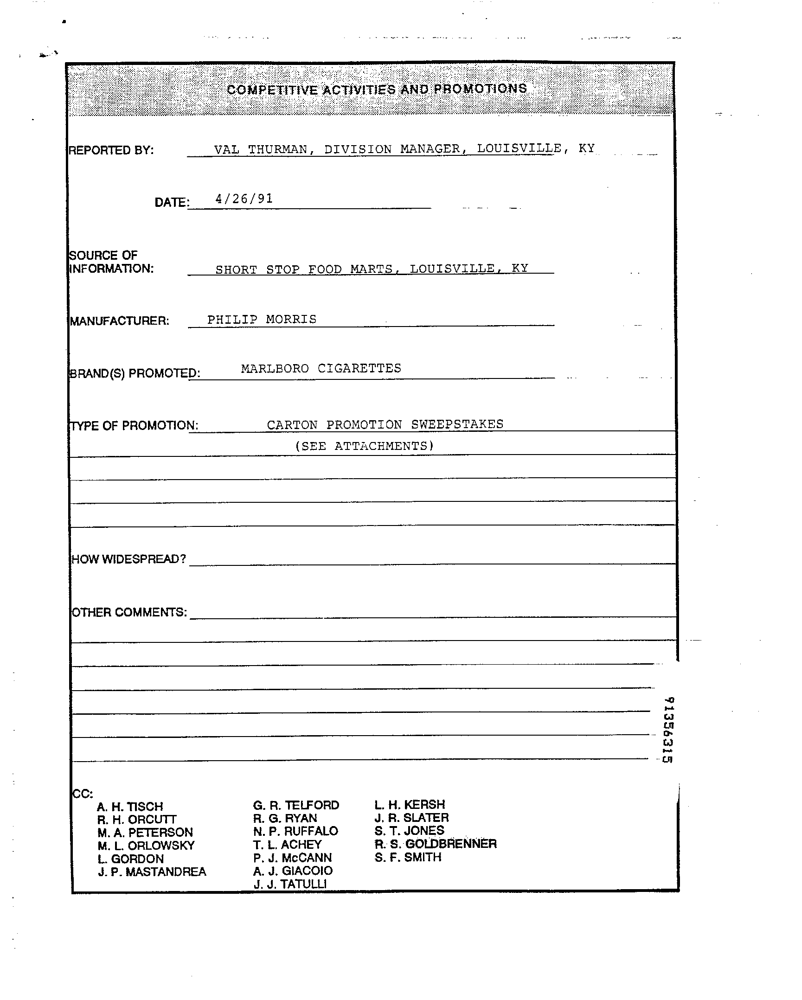 COMPETITIVE ACTIVITIES AND PROMOTIONS
REPORTED BY: VAL THURMAN, DIVISION MANAGER, LOUISVILLE, KY
DATE: 4/26/91
SOURCE OF
INFORMATION: SHORT STOP FOOD MARTS, LOUISVILLE, KY
MANUFACTURER: PHILIP MORRIS
BRAND(S) PROMOTED: MARLBORO CIGARETTES
TYPE OF PROMOTION: CARTON PROMOTION SWEEPSTAKES
(SEE ATTACHMENTS)
HOW WIDESPREAD?
OTHER COMMENTS:
91356315
CC:
A. H. TISCH G. R. TELFORD L. H. KERSH
R. H. ORCUTT R. G. RYAN J. R. SLATER
M. A. PETERSON N. P. RUFFALO S. T. JONES
M. L. ORLOWSKY T. L. ACHEY R. S. GOLDBRENNER
L. GORDON P. J. McCANN S. F. SMITH
J. P. MASTANDREA A. J. GIACOIO
J. J. TATULLI